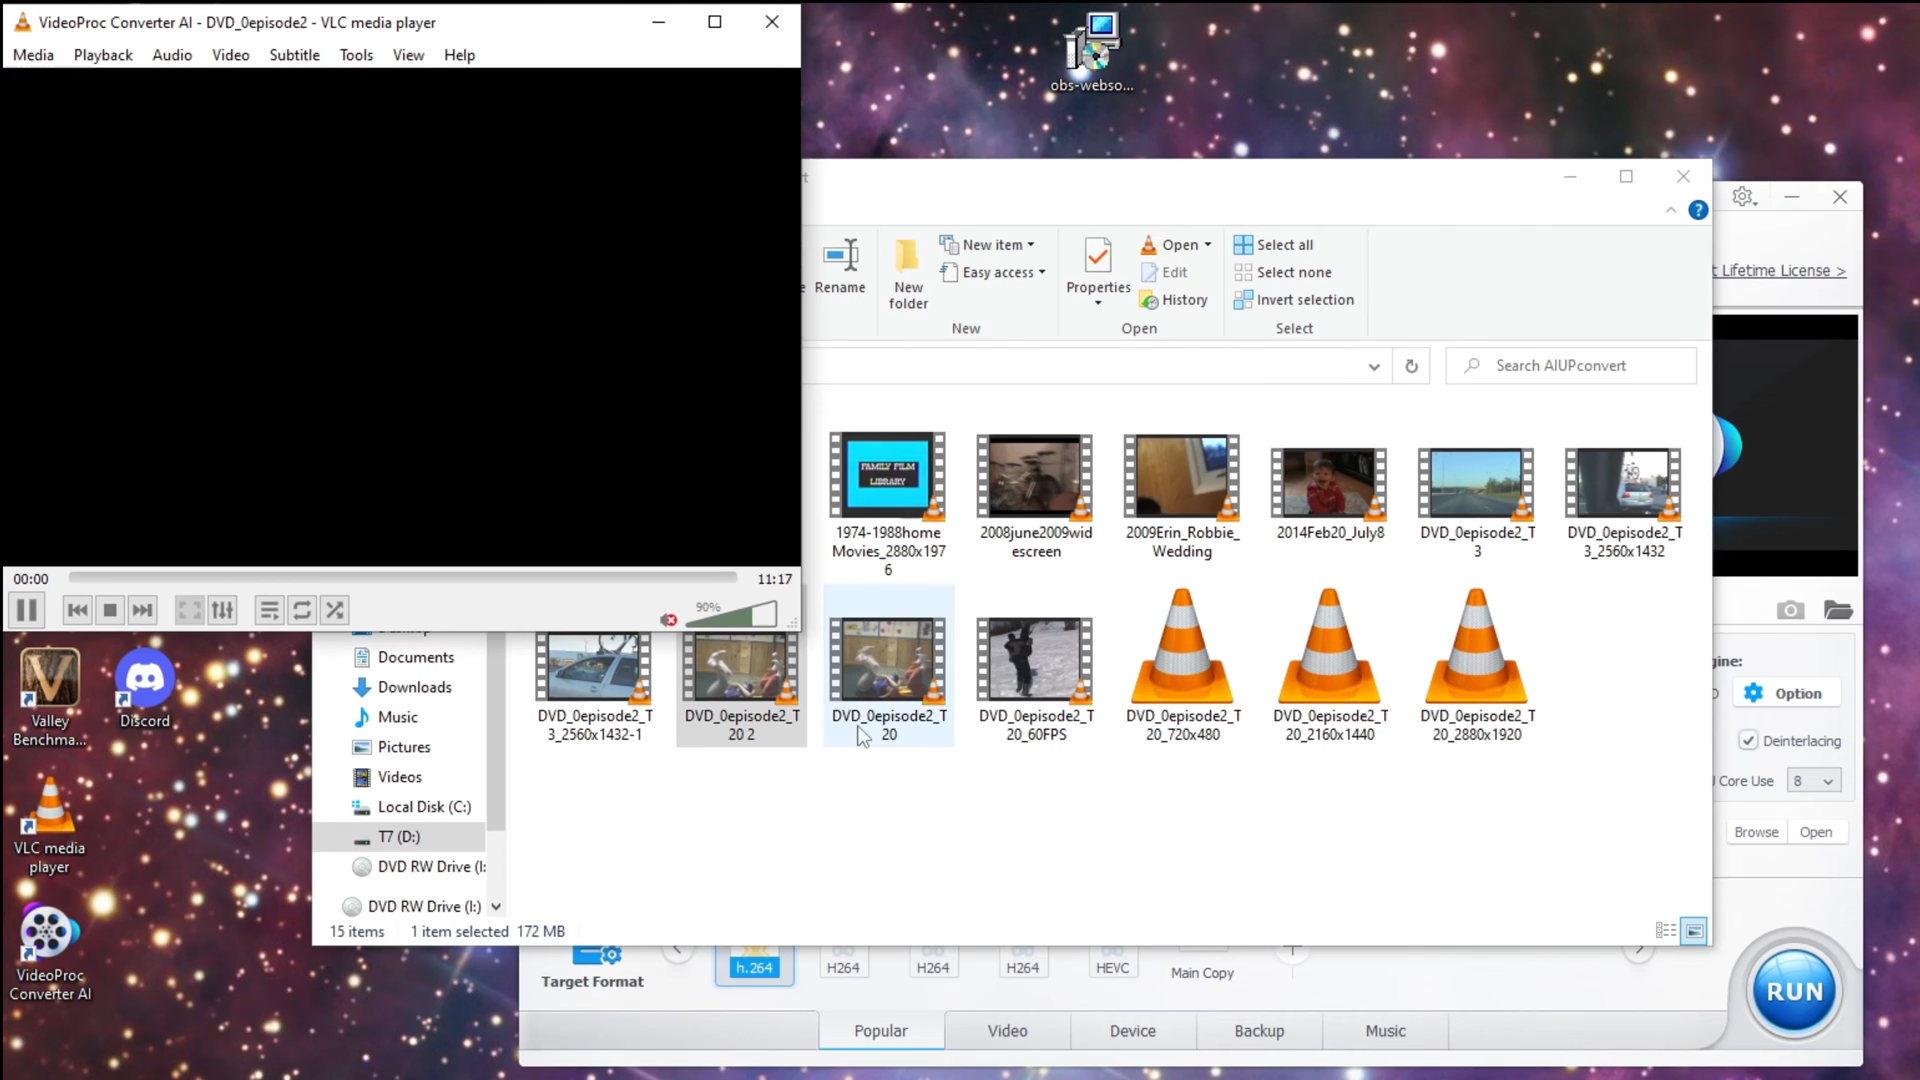 VideoProc Converter AI - DVD_0episode2 - VLC media player
Media Playback Audio Video Subtitle Tools View Help
obs-webso...
Lifetime License >
Rename
New folder
New item
Easy access
New
Properties
Open
Edit
History
Open
Select all
Select none
Invert selection
Select
Search AIUPconvert
FAMILY FILM
LIBRARY
1974-1988home
Movies_2880x197
6
2008june2009wid
escreen
2009Erin_Robbie_
Wedding
2014Feb20_July8
DVD_0episode2_T
3
DVD_0episode2_T
3_2560x1432
00:00
11:17
90%
DVD_0episode2_T
3_2560x1432-1
DVD_0episode2_T
20 2
DVD_0episode2_T
20
DVD_0episode2_T
20_60FPS
DVD_0episode2_T
20_720x480
DVD_0episode2_T
20_2160x1440
DVD_0episode2_T
20_2880x1920
Documents
Downloads
Music
Pictures
Videos
Local Disk (C:)
T7 (D:)
DVD RW Drive (I:
DVD RW Drive (I:)
15 items 1 item selected 172 MB
Valley
Benchma...
Discord
VLC media
player
VideoProc
Converter AI
Option
Deinterlacing
Core Use 8
Browse Open
Target Format
h.264
H264
H264
H264
HEVC
Main Copy
RUN
Popular Video Device Backup Music